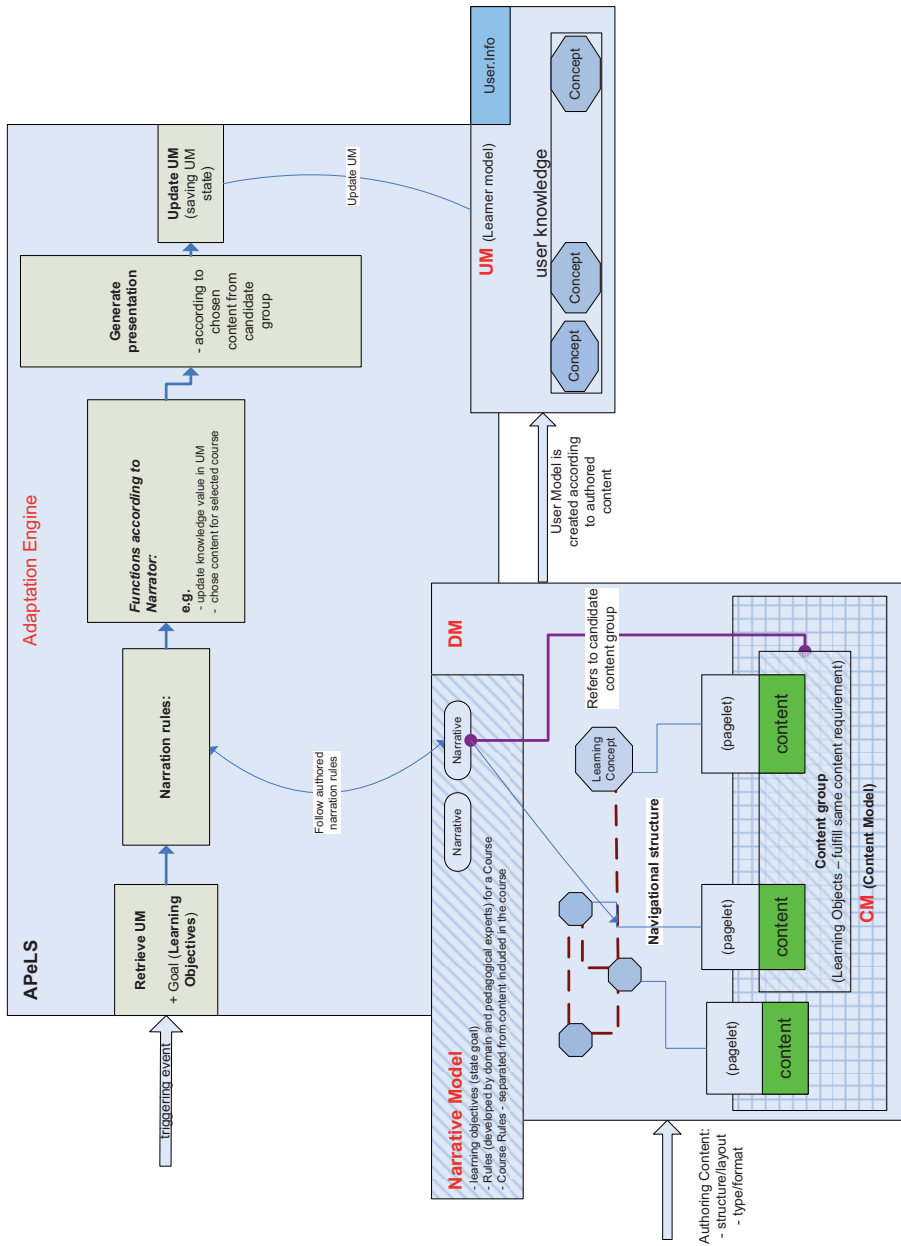 Adaptation Engine
APeLS
triggering event
Retrieve UM
+ Goal (Learning
Objectives)
Narration rules:
Functions according to
Narrator:
e.g.
- update knowledge value in UM
- chose content for selected course
Generate
presentation
- according to
chosen
content from
candidate
group
Update UM
(saving UM
state)
Follow authored
narration rules
Update UM
User.Info
UM (Learner model)
user knowledge
Concept
Concept
Concept
User Model is
created according
to authored
content
Narrative Model
- learning objectives (state goal)
- Rules (developed by domain and pedagogical experts) for a Course
- Course Rules - separated from content included in the course
Narrative
Narrative
DM
Refers to candidate
content group
Learning
Concept
Navigational structure
(pagelet)
content
(pagelet)
content
(pagelet)
content
Content group
(Learning Objects – fulfill same content requirement)
CM (Content Model)
Authoring Content:
- structure/layout
- type/format